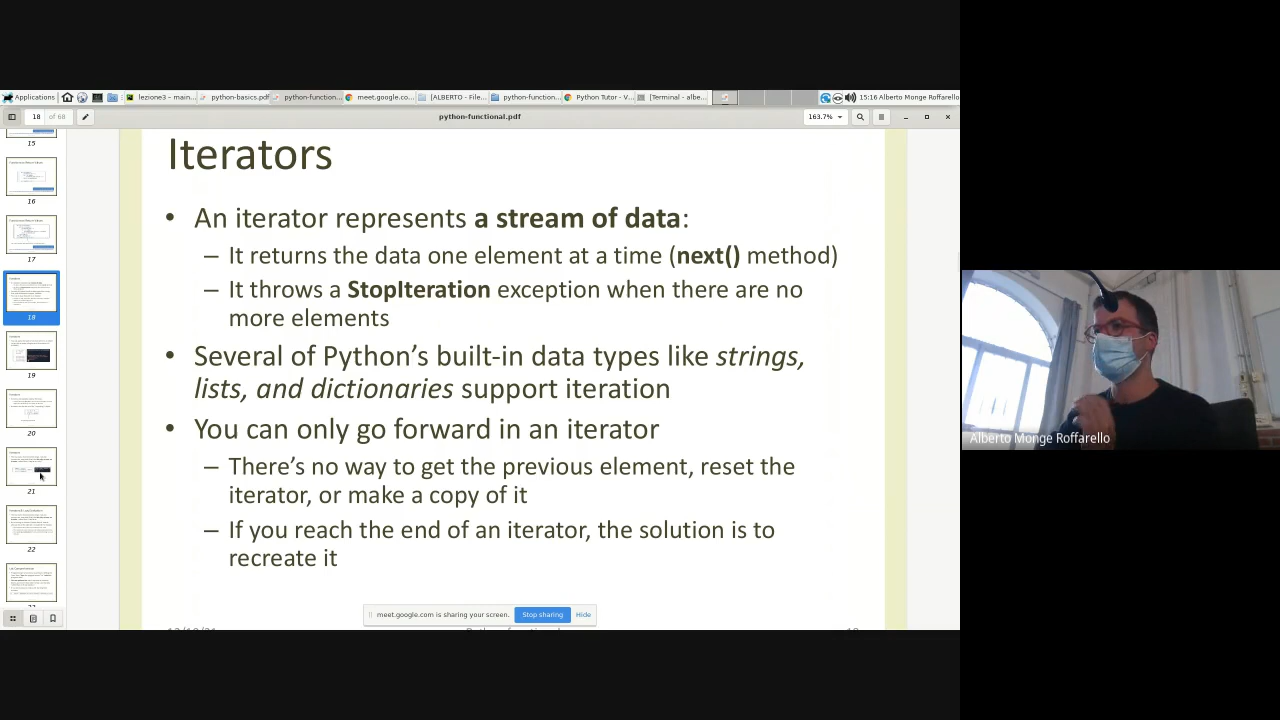 Applications lezione3 – main... python-basics.pdf python-function... meet.google.co... [ALBERTO - File... python-function... Python Tutor - V... [Terminal - albe... 15:16 Alberto Monge Roffarello
18 of 68 python-functional.pdf 163.7%
15
16
17
18
19
20
21
22
Iterators
• An iterator represents a stream of data:
– It returns the data one element at a time (next() method)
– It throws a StopIteration exception when there are no
more elements
• Several of Python's built-in data types like strings,
lists, and dictionaries support iteration
• You can only go forward in an iterator
– There's no way to get the previous element, reset the
iterator, or make a copy of it
– If you reach the end of an iterator, the solution is to
recreate it
meet.google.com is sharing your screen. Stop sharing Hide
Alberto Monge Roffarello